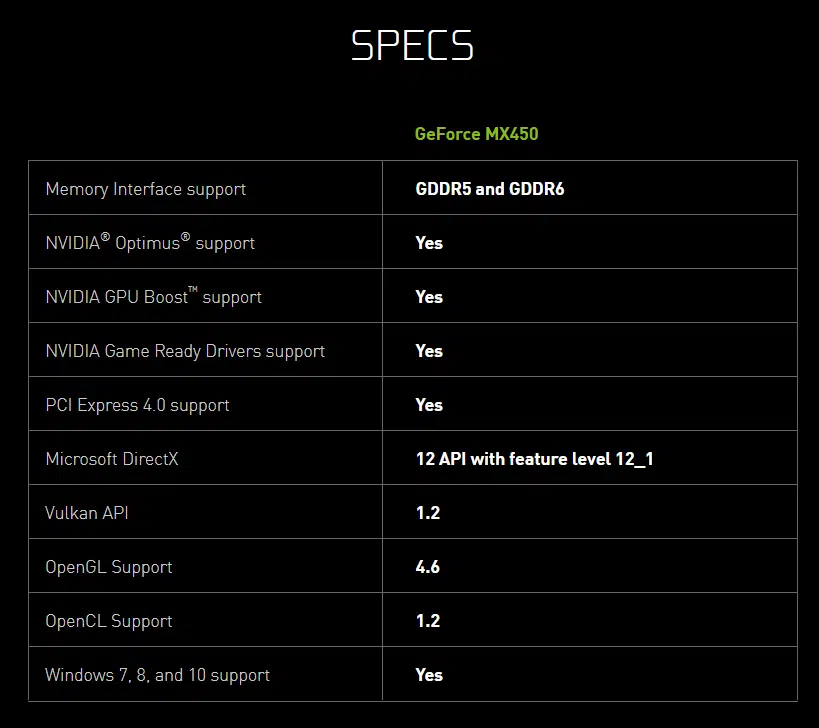 SPECS
GeForce MX450
Memory Interface support GDDR5 and GDDR6
NVIDIA® Optimus® support Yes
NVIDIA GPU Boost™ support Yes
NVIDIA Game Ready Drivers support Yes
PCI Express 4.0 support Yes
Microsoft DirectX 12 API with feature level 12_1
Vulkan API 1.2
OpenGL Support 4.6
OpenCL Support 1.2
Windows 7, 8, and 10 support Yes